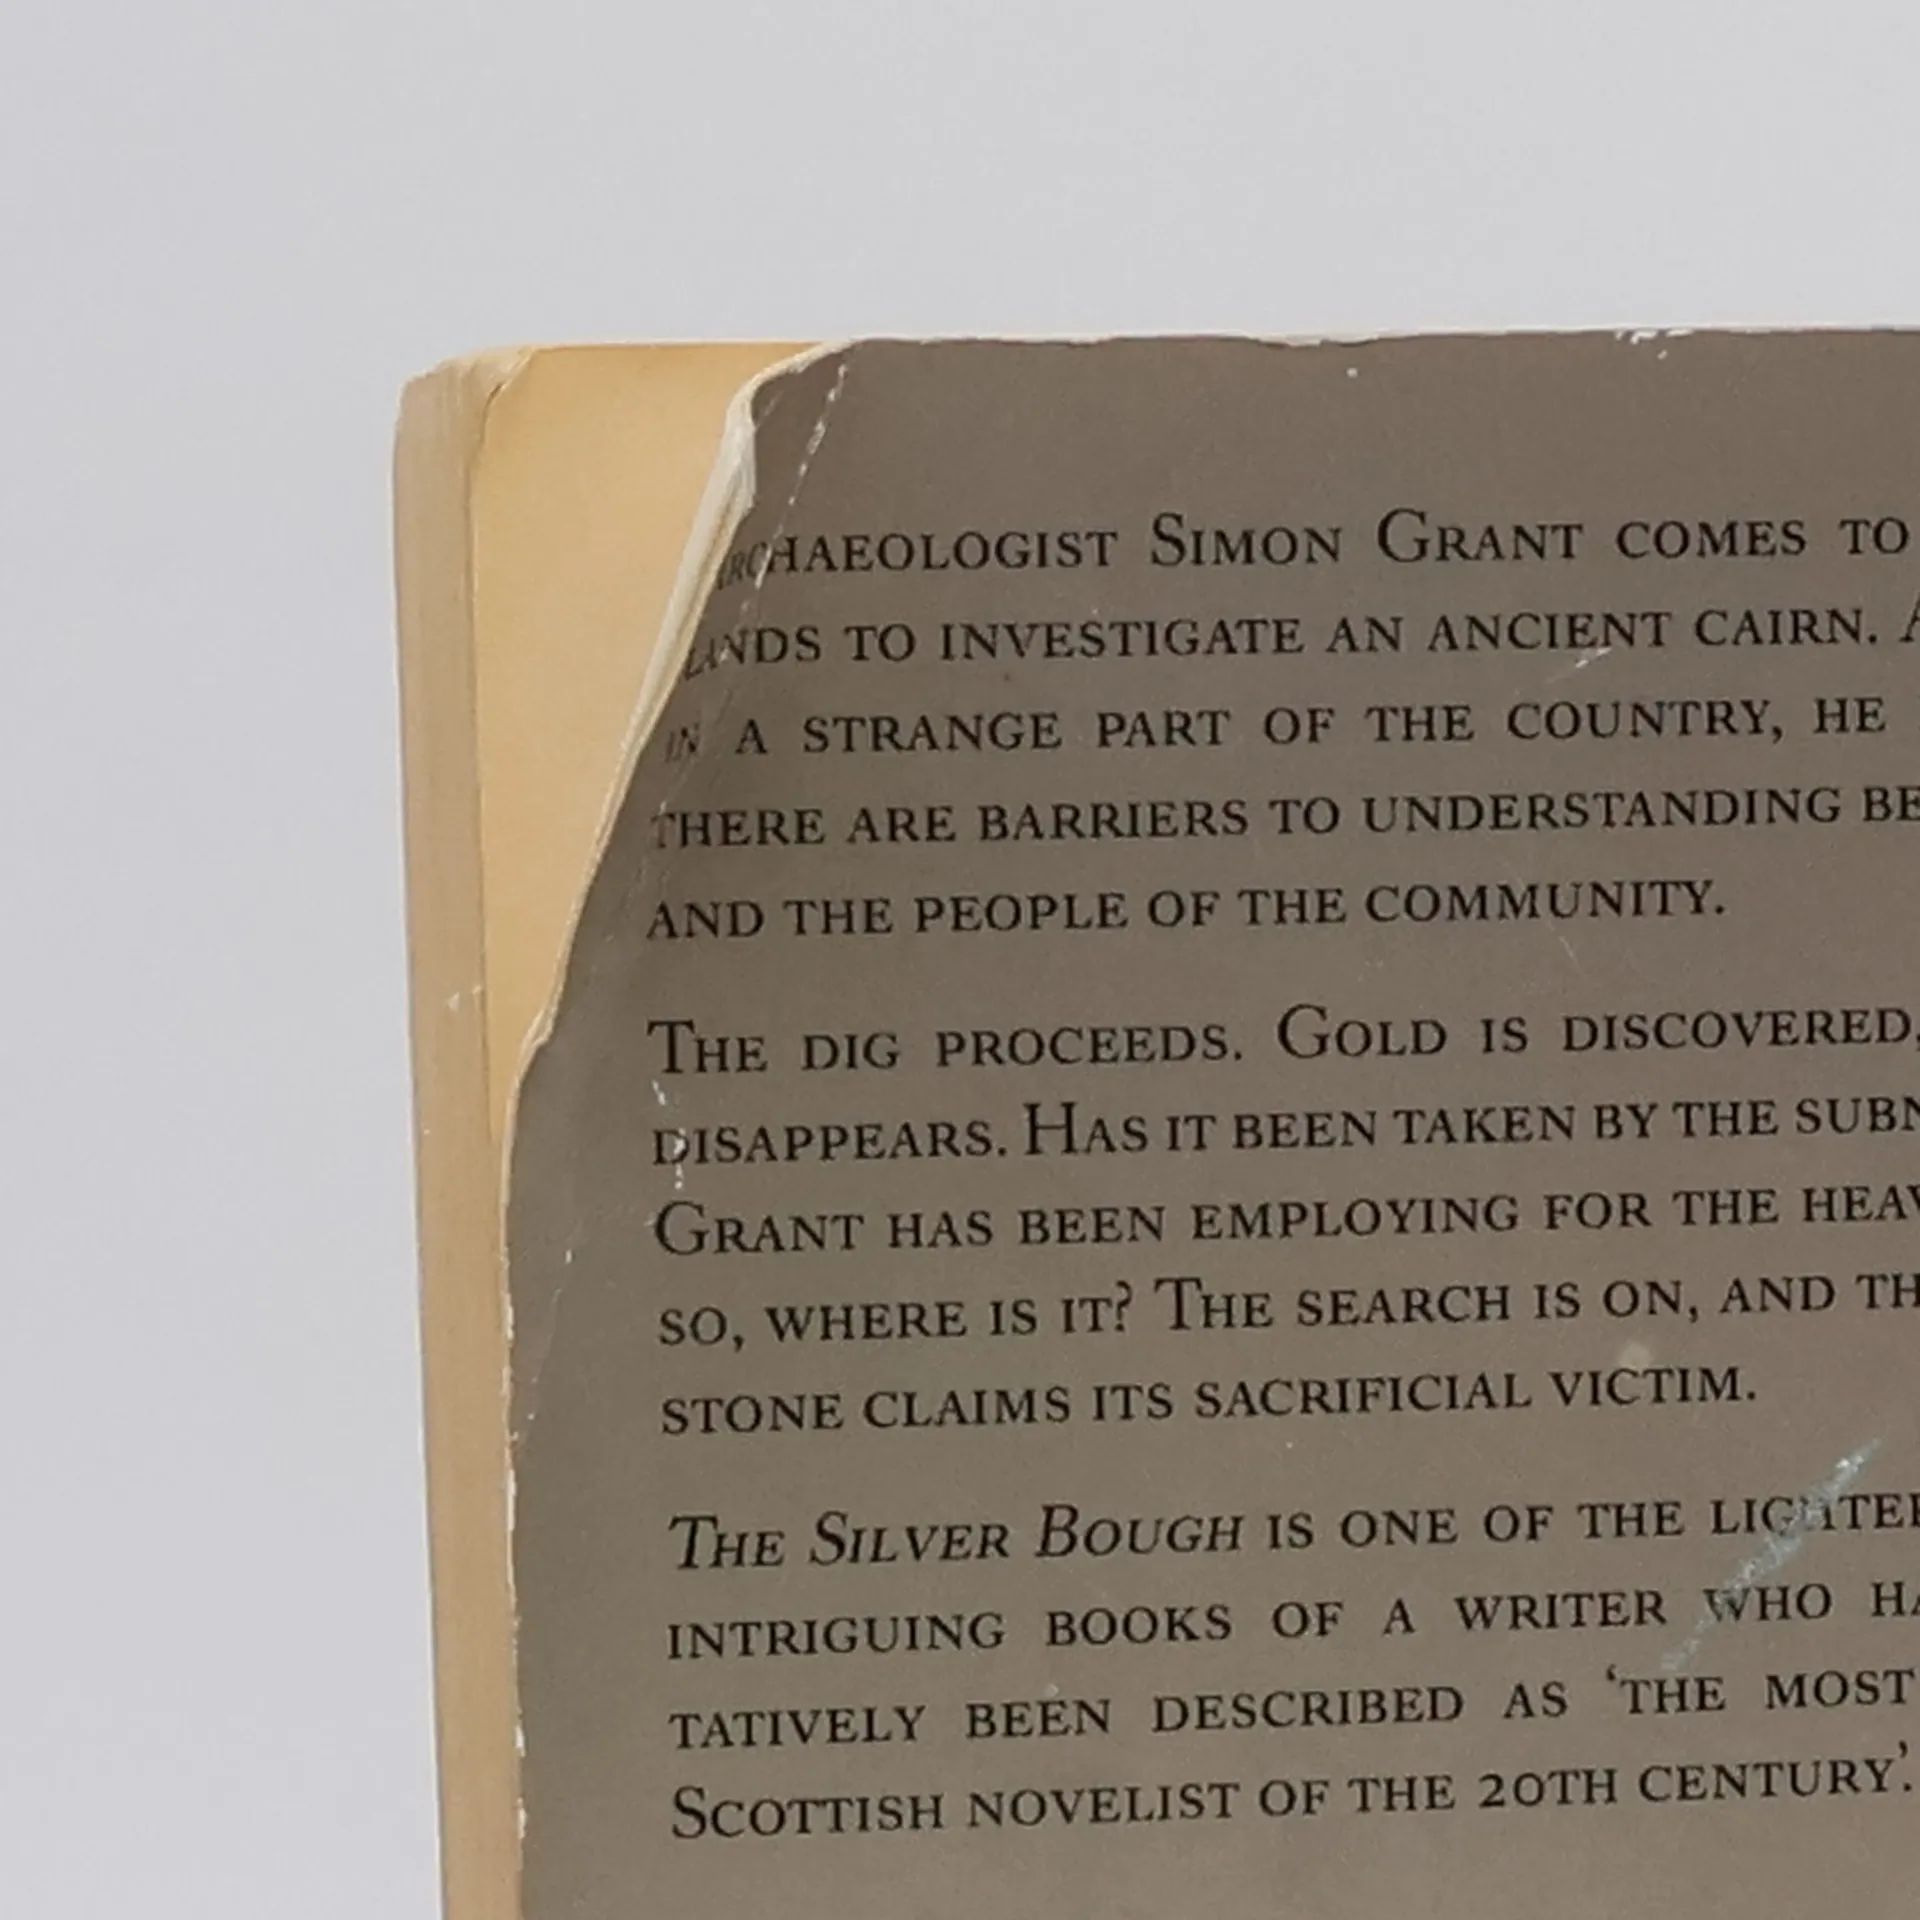 ARCHAEOLOGIST SIMON GRANT COMES TO
LANDS TO INVESTIGATE AN ANCIENT CAIRN.
IN A STRANGE PART OF THE COUNTRY, HE
THERE ARE BARRIERS TO UNDERSTANDING
AND THE PEOPLE OF THE COMMUNITY.
THE DIG PROCEEDS. GOLD IS DISCOVERED,
DISAPPEARS. HAS IT BEEN TAKEN BY THE
GRANT HAS BEEN EMPLOYING FOR THE
SO, WHERE IS IT? THE SEARCH IS ON, AND
STONE CLAIMS ITS SACRIFICIAL VICTIM.
THE SILVER BOUGH IS ONE OF THE
INTRIGUING BOOKS OF A WRITER WHO
TATIVELY BEEN DESCRIBED AS ‘THE MOST
SCOTTISH NOVELIST OF THE 20TH CENTURY’.